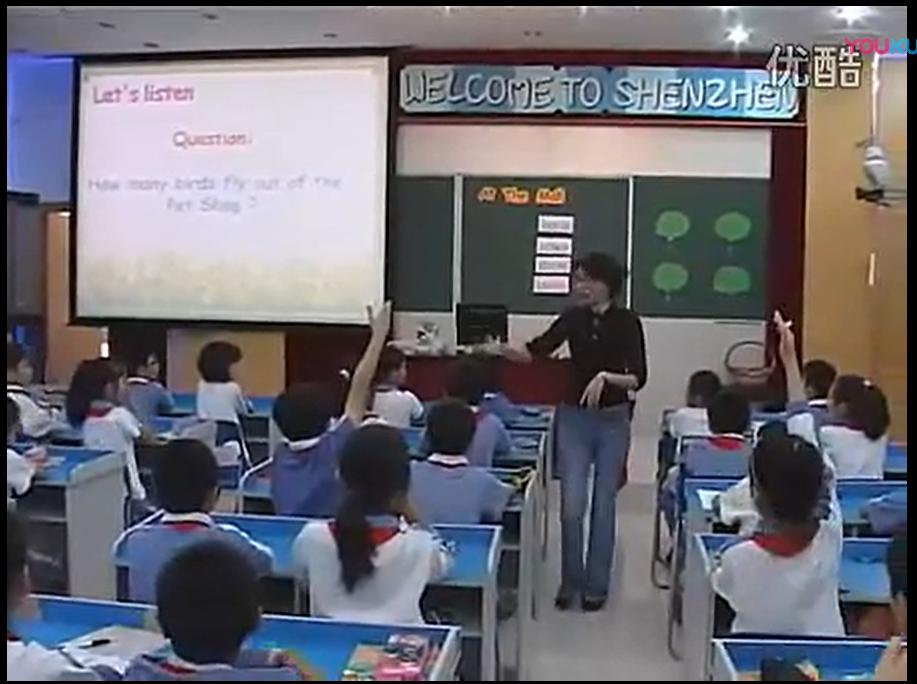 YOUKU
优酷
WELCOME TO SHENZHEN
Let's listen
Question:
How many birds fly out of the
Pet Shop ?
At The Mall